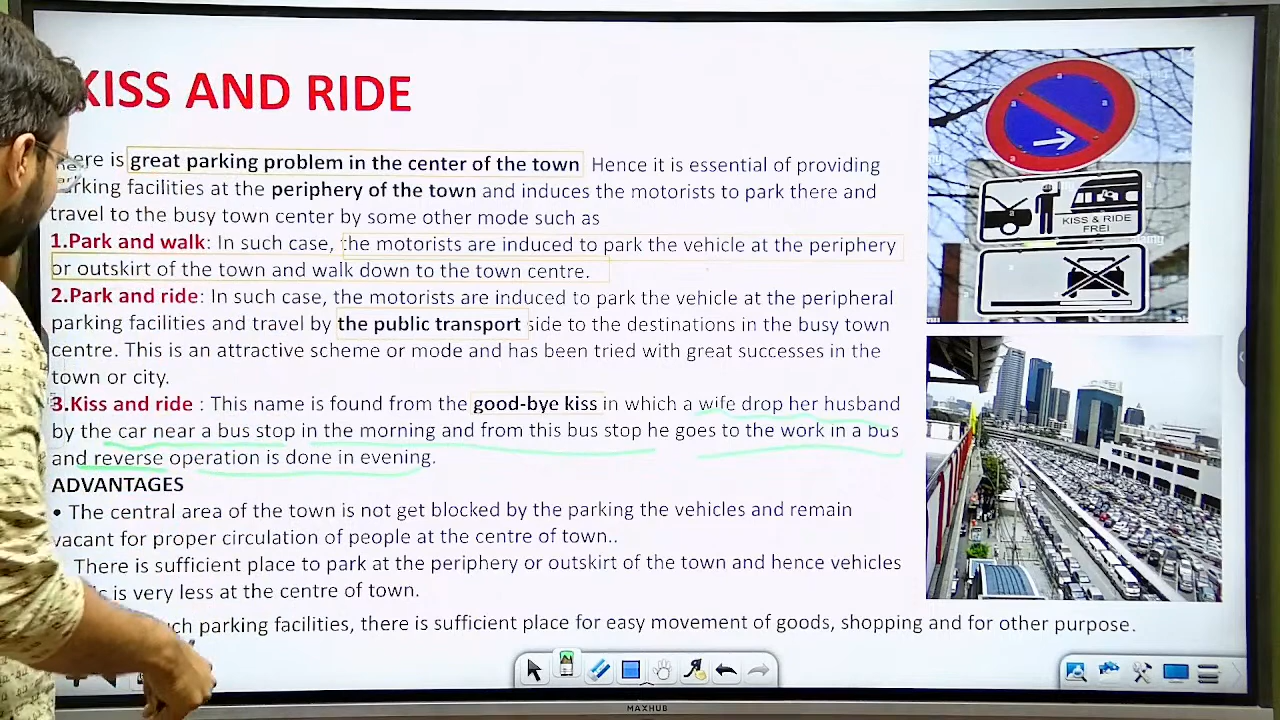 KISS AND RIDE
ere is great parking problem in the center of the town Hence it is essential of providing
rking facilities at the periphery of the town and induces the motorists to park there and
travel to the busy town center by some other mode such as
1.Park and walk: In such case, the motorists are induced to park the vehicle at the periphery
or outskirt of the town and walk down to the town centre.
2.Park and ride: In such case, the motorists are induced to park the vehicle at the peripheral
parking facilities and travel by the public transport side to the destinations in the busy town
centre. This is an attractive scheme or mode and has been tried with great successes in the
town or city.
3.Kiss and ride : This name is found from the good-bye kiss in which a wife drop her husband
by the car near a bus stop in the morning and from this bus stop he goes to the work in a bus
and reverse operation is done in evening.
ADVANTAGES
• The central area of the town is not get blocked by the parking the vehicles and remain
vacant for proper circulation of people at the centre of town..
There is sufficient place to park at the periphery or outskirt of the town and hence vehicles
is very less at the centre of town.
parking facilities, there is sufficient place for easy movement of goods, shopping and for other purpose.
KISS & RIDE
FREI
MAXHUB